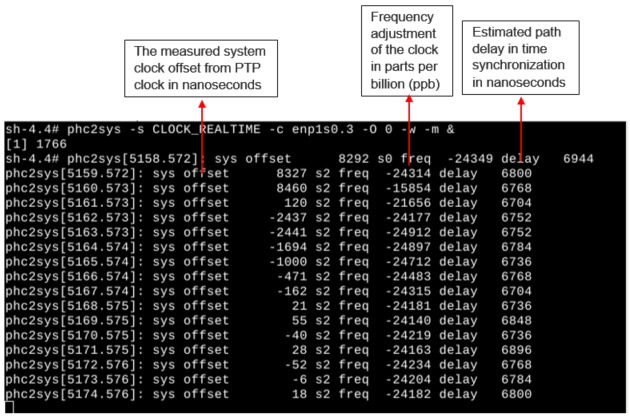 Frequency
adjustment
of the clock
in parts per
billion (ppb)
Estimated path
delay in time
synchronization
in nanoseconds
The measured system
clock offset from PTP
clock in nanoseconds
sh-4.4# phc2sys -s CLOCK_REALTIME -c enp1s0.3 -O 0 -w -m &
[1] 1766
sh-4.4# phc2sys[5158.572]: sys offset 8292 s0 freq -24349 delay 6944
phc2sys[5159.572]: sys offset 8327 s2 freq -24314 delay 6800
phc2sys[5160.573]: sys offset 8460 s2 freq -15854 delay 6768
phc2sys[5161.573]: sys offset 120 s2 freq -21656 delay 6704
phc2sys[5162.573]: sys offset -2437 s2 freq -24177 delay 6752
phc2sys[5163.573]: sys offset -2441 s2 freq -24912 delay 6752
phc2sys[5164.574]: sys offset -1694 s2 freq -24897 delay 6784
phc2sys[5165.574]: sys offset -1000 s2 freq -24712 delay 6736
phc2sys[5166.574]: sys offset -471 s2 freq -24483 delay 6768
phc2sys[5167.574]: sys offset -162 s2 freq -24315 delay 6704
phc2sys[5168.575]: sys offset 21 s2 freq -24181 delay 6736
phc2sys[5169.575]: sys offset 55 s2 freq -24140 delay 6848
phc2sys[5170.575]: sys offset -40 s2 freq -24219 delay 6736
phc2sys[5171.575]: sys offset 28 s2 freq -24163 delay 6896
phc2sys[5172.576]: sys offset -52 s2 freq -24234 delay 6768
phc2sys[5173.576]: sys offset -6 s2 freq -24204 delay 6784
phc2sys[5174.576]: sys offset 18 s2 freq -24182 delay 6800